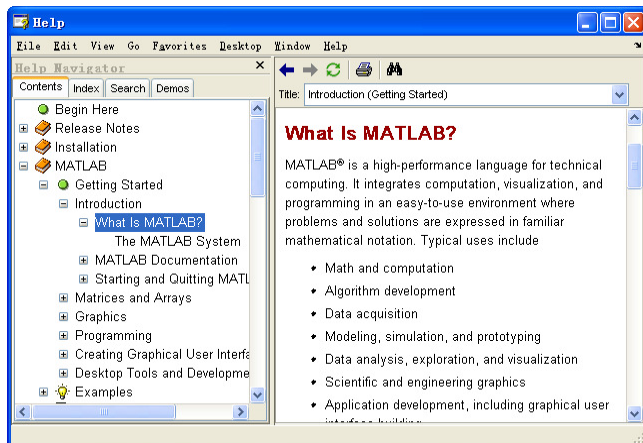 Help
File Edit View Go Favorites Desktop Window Help
Help Navigator
Contents Index Search Demos
Begin Here
Release Notes
Installation
MATLAB
Getting Started
Introduction
What Is MATLAB?
The MATLAB System
MATLAB Documentation
Starting and Quitting MATL
Matrices and Arrays
Graphics
Programming
Creating Graphical User Interfa
Desktop Tools and Developme
Examples
Title: Introduction (Getting Started)
What Is MATLAB?
MATLAB® is a high-performance language for technical
computing. It integrates computation, visualization, and
programming in an easy-to-use environment where
problems and solutions are expressed in familiar
mathematical notation. Typical uses include
• Math and computation
• Algorithm development
• Data acquisition
• Modeling, simulation, and prototyping
• Data analysis, exploration, and visualization
• Scientific and engineering graphics
• Application development, including graphical user
interface building